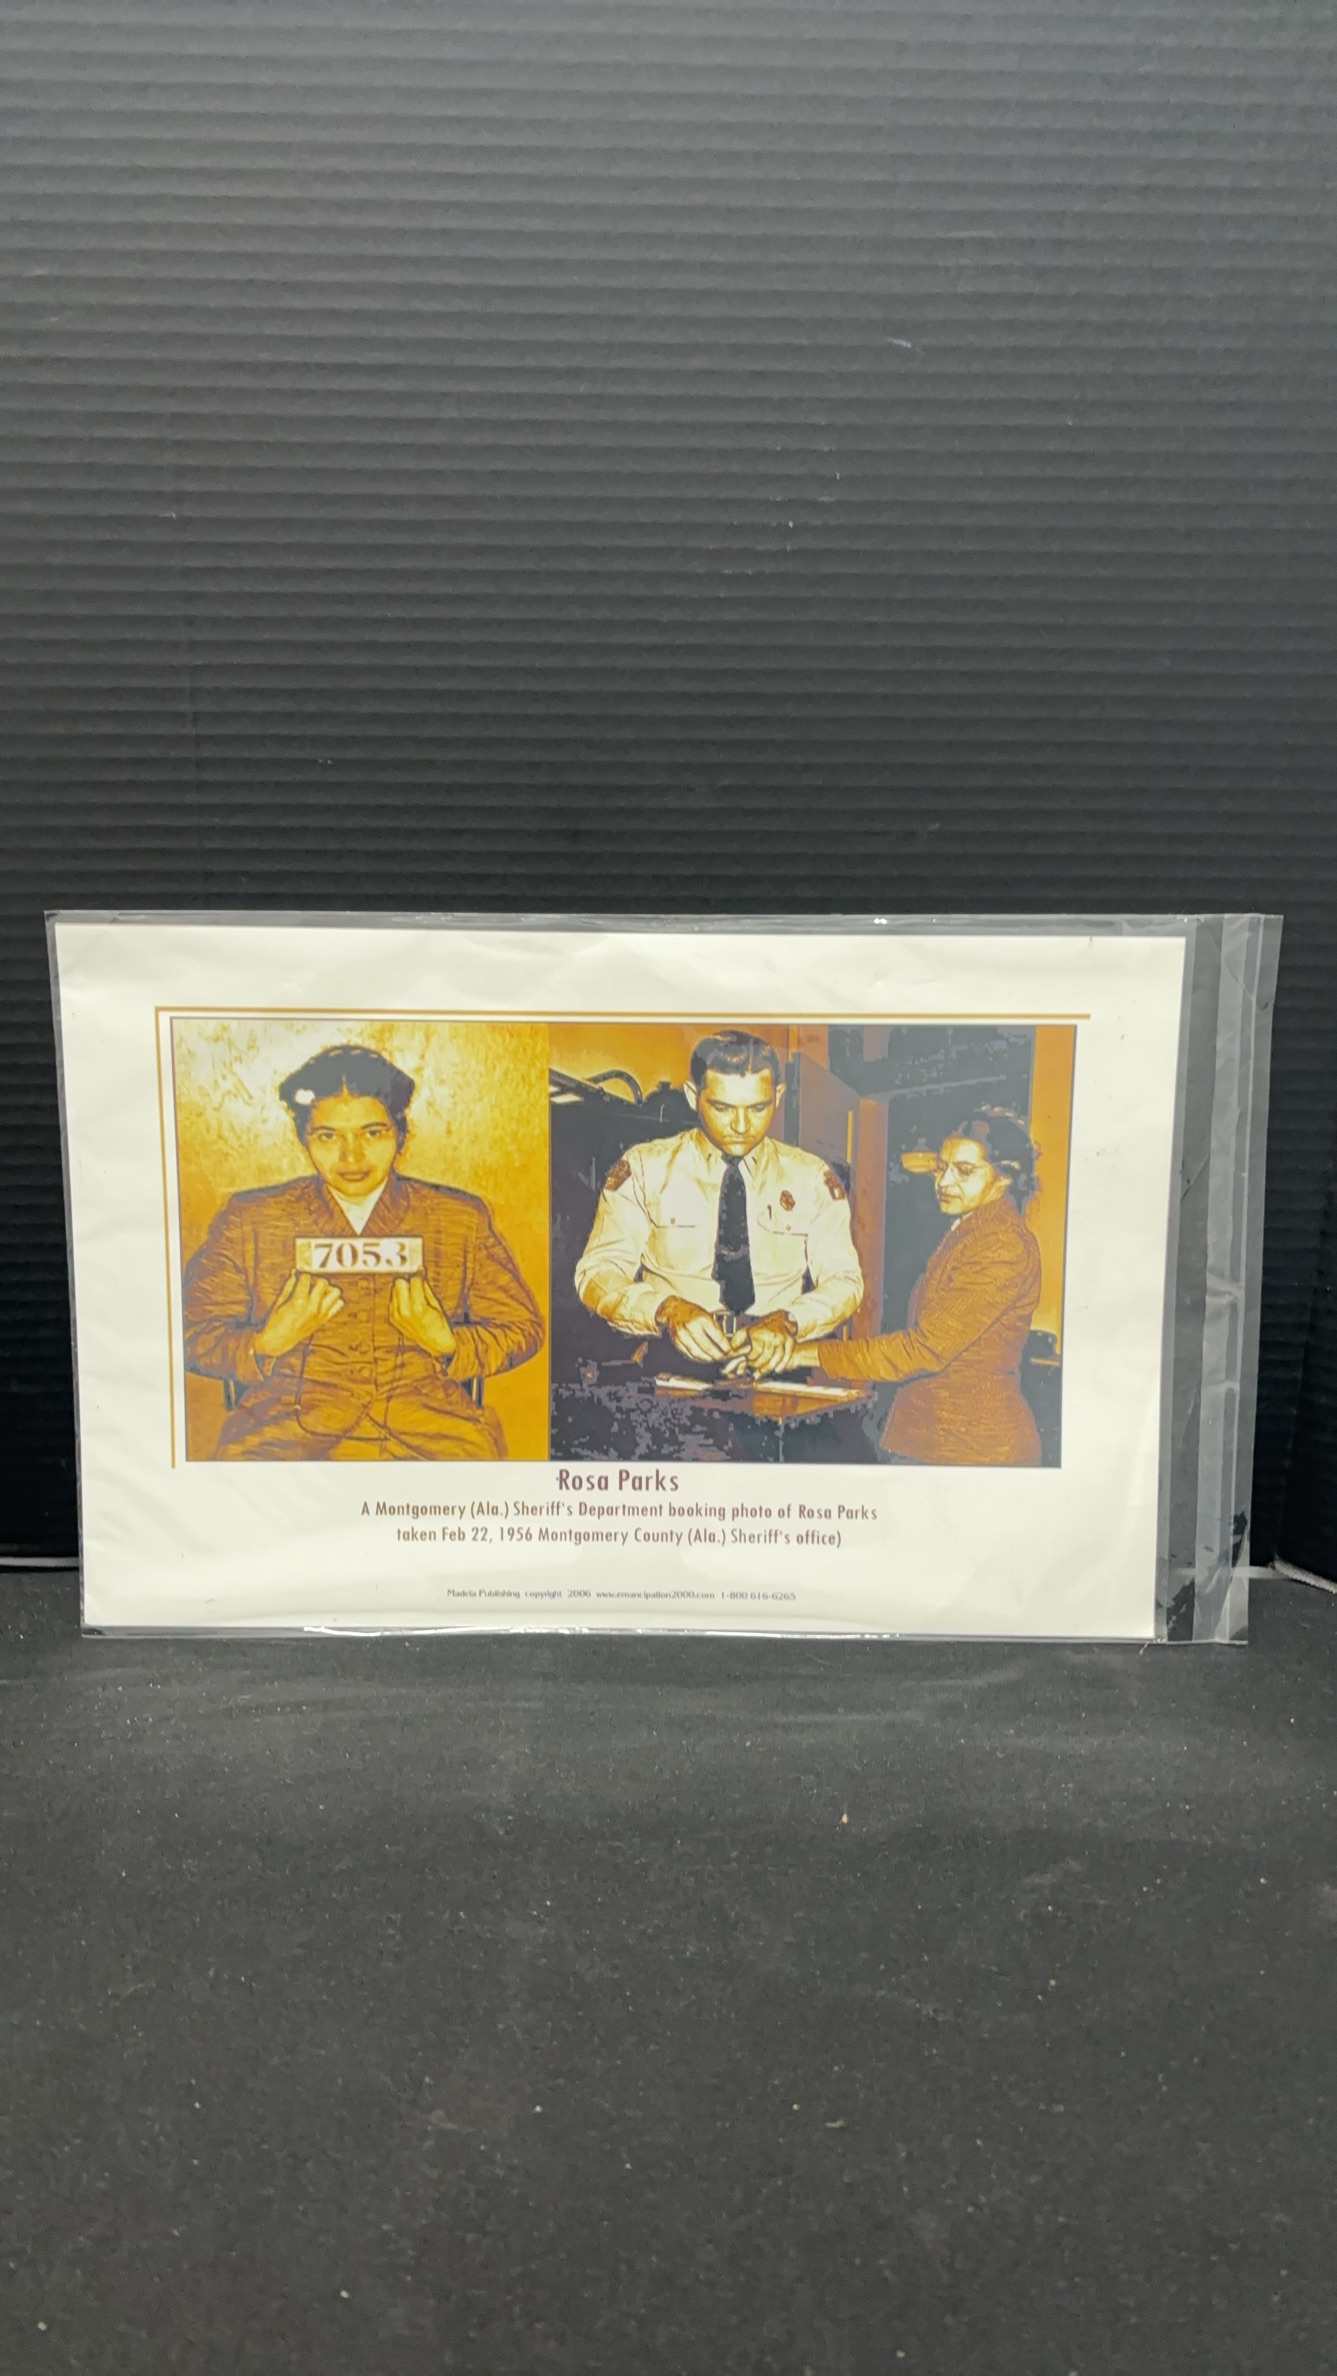 7053
Rosa Parks
A Montgomery (Ala.) Sheriff's Department booking photo of Rosa Parks
taken Feb 22, 1956 Montgomery County (Ala.) Sheriff's office)
Madela Publishing copyright 2006 www.emancipation2000.com 1-800 616-6265